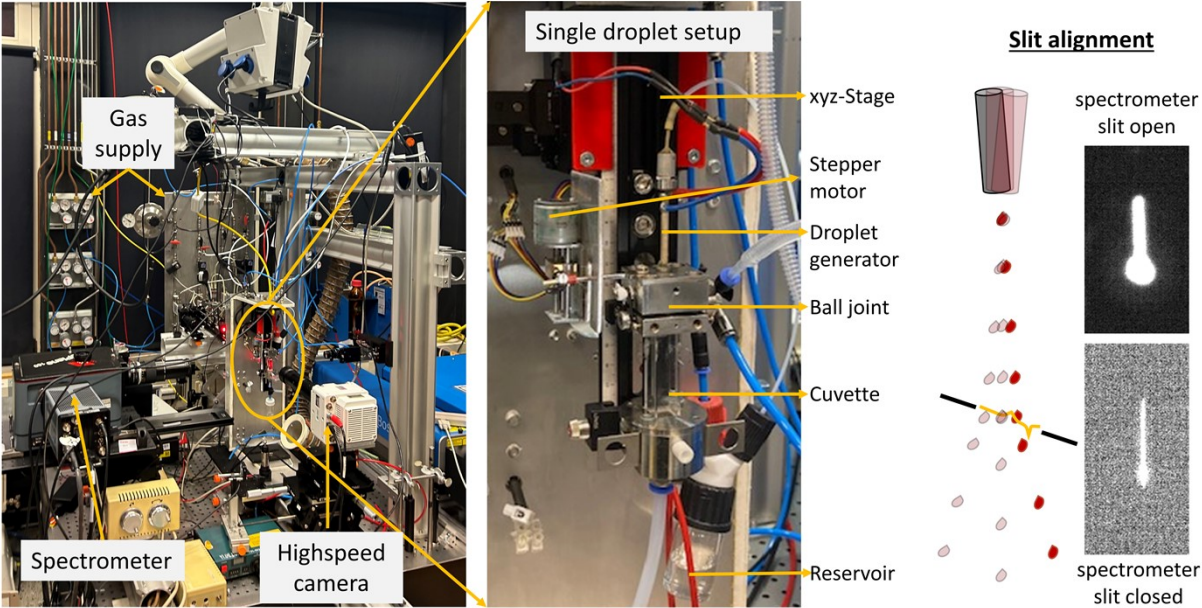 Gas
supply
Spectrometer
Highspeed
camera
Single droplet setup
xyz-Stage
Stepper
motor
Droplet
generator
Ball joint
Cuvette
Reservoir
Slit alignment
spectrometer
slit open
spectrometer
slit closed